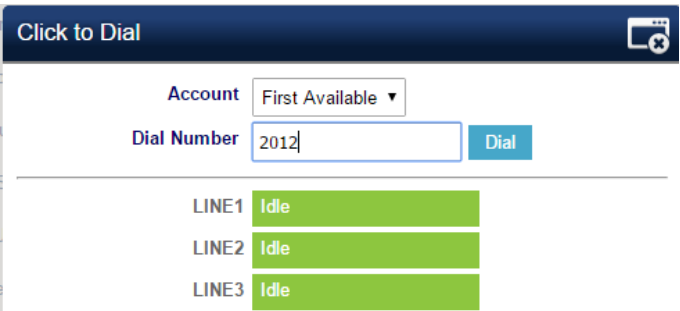 Click to Dial
Account First Available
Dial Number 2012 Dial
LINE1 Idle
LINE2 Idle
LINE3 Idle